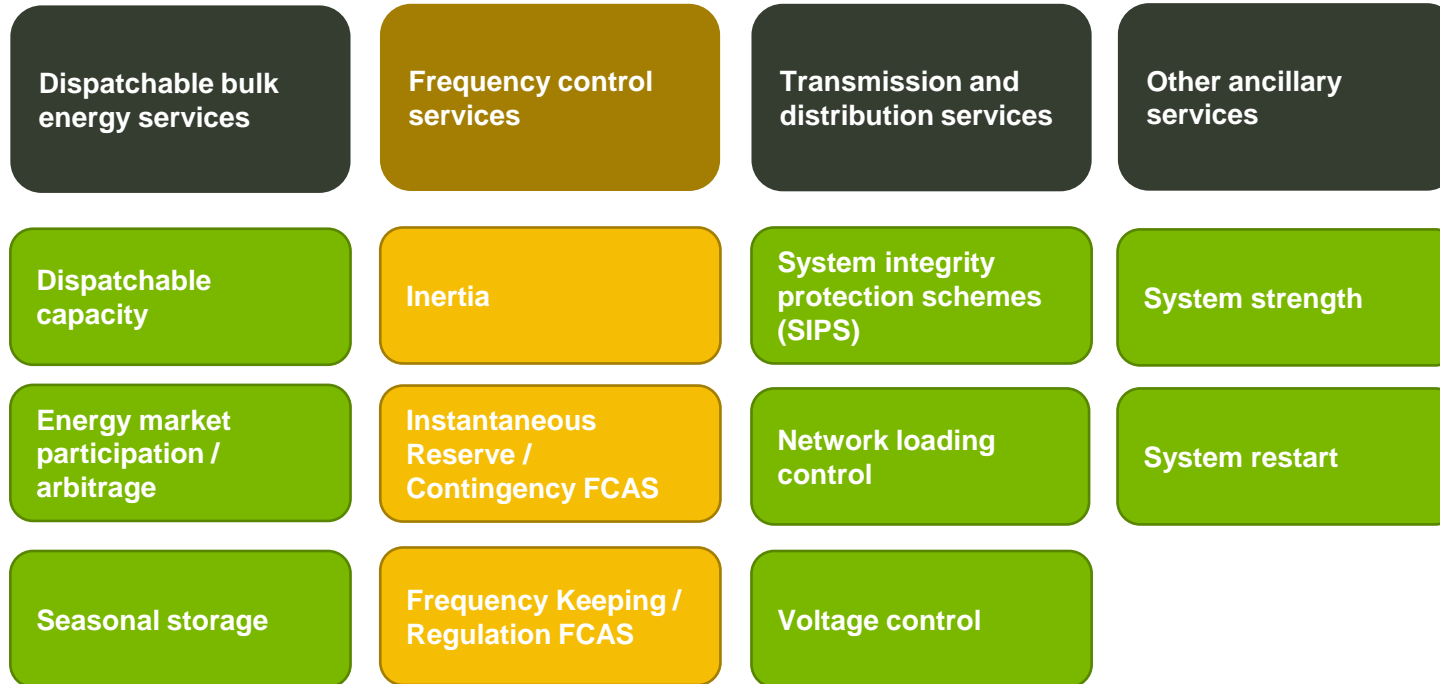 Dispatchable bulk
energy services
Frequency control
services
Transmission and
distribution services
Other ancillary
services
Dispatchable
capacity
Inertia
System integrity
protection schemes
(SIPS)
System strength
Energy market
participation /
arbitrage
Instantaneous
Reserve /
Contingency FCAS
Network loading
control
System restart
Seasonal storage
Frequency Keeping /
Regulation FCAS
Voltage control